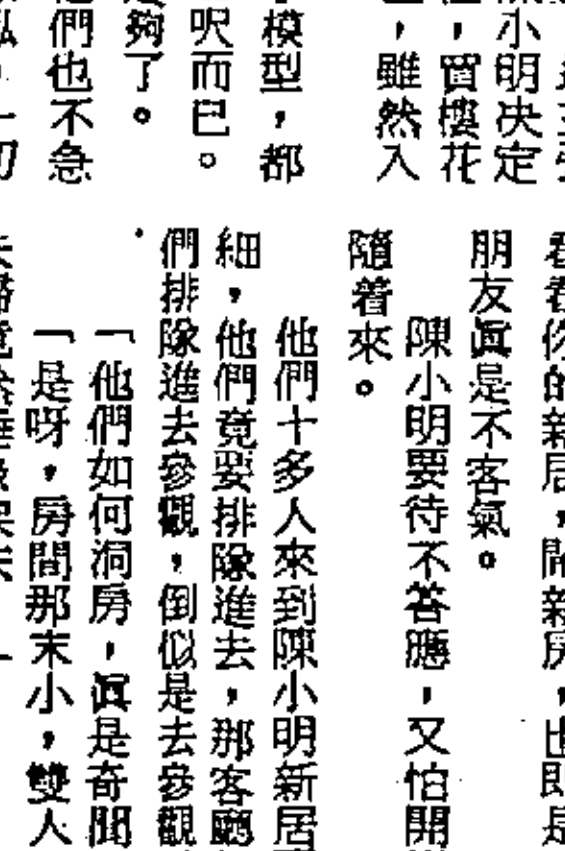 小明決定
，買樓花
，雖然入
模型，都
呎而已。
夠了。
們也不急
一切
看看你的新居，鬧新房，也即是
朋友眞是不客氣。
陳小明要待不答應，又怕開
隨着來。
他們十多人來到陳小明新居
細，他們竟要排隊進去，那客廳
們排隊進去參觀，倒似是去參觀
「他們如何洞房，眞是奇聞
「是呀，房間那末小，雙人